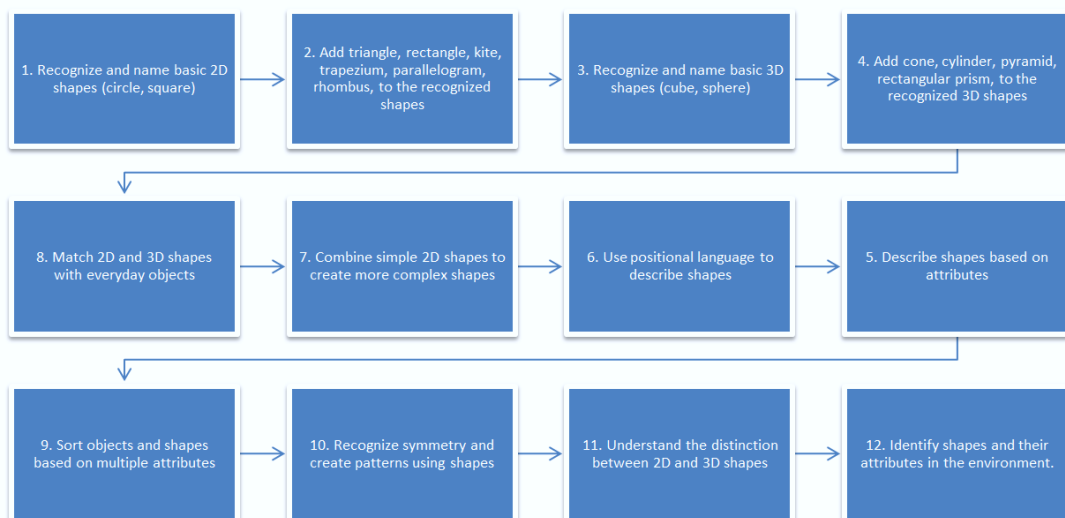 1. Recognize and name basic 2D
shapes (circle, square)
2. Add triangle, rectangle, kite,
trapezium, parallelogram,
rhombus, to the recognized
shapes
3. Recognize and name basic 3D
shapes (cube, sphere)
4. Add cone, cylinder, pyramid,
rectangular prism, to the
recognized 3D shapes
8. Match 2D and 3D shapes
with everyday objects
7. Combine simple 2D shapes to
create more complex shapes
6. Use positional language to
describe shapes
5. Describe shapes based on
attributes
9. Sort objects and shapes
based on multiple attributes
10. Recognize symmetry and
create patterns using shapes
11. Understand the distinction
between 2D and 3D shapes
12. Identify shapes and their
attributes in the environment.